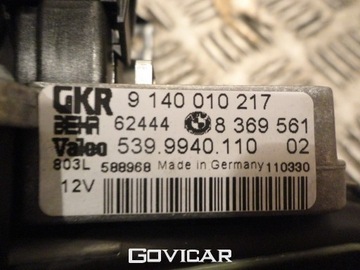 GKR 9 140 010 217
BEHR 62444 8 369 561
Valeo 539.9940.110 02
803L 588968 Made in Germany 110330
12V
GOVICAR